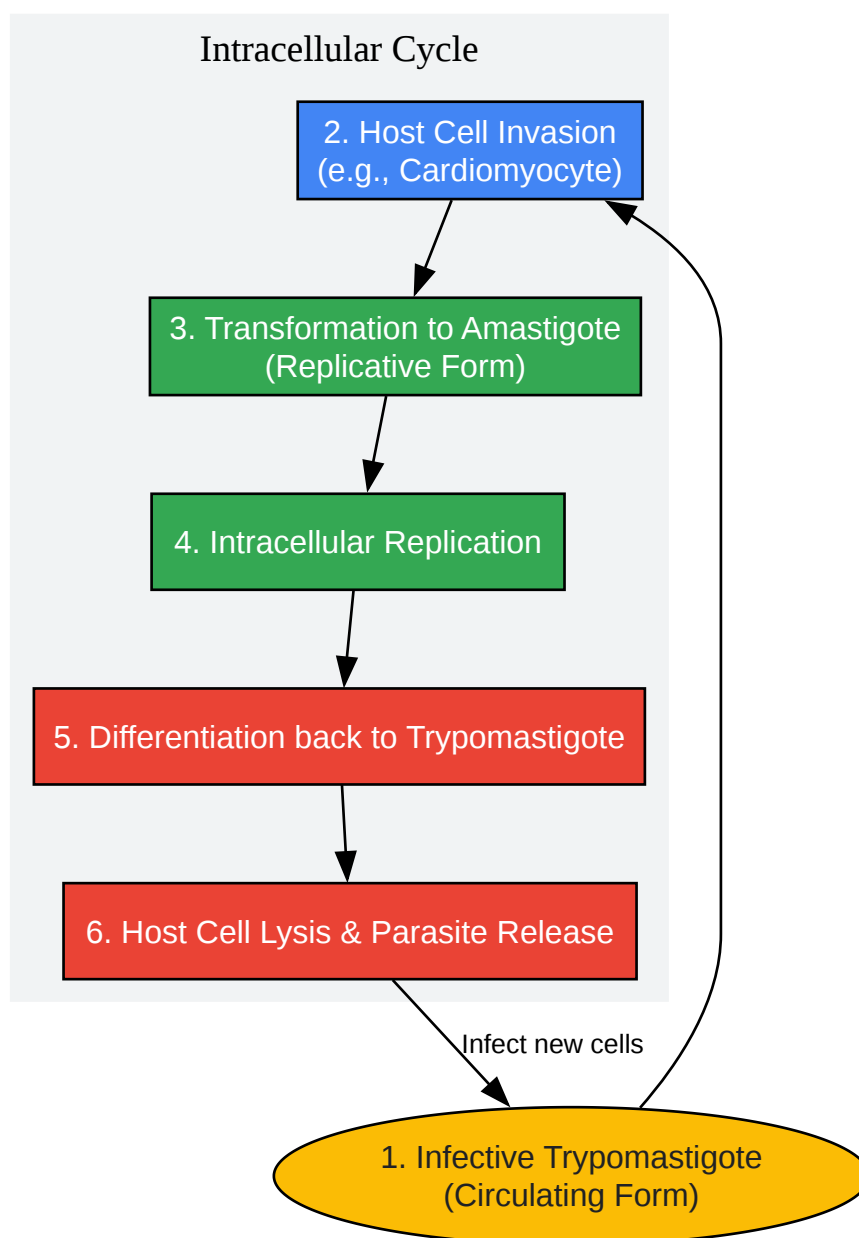 Intracellular Cycle
2. Host Cell Invasion
(e.g., Cardiomyocyte)
3. Transformation to Amastigote
(Replicative Form)
4. Intracellular Replication
5. Differentiation back to Trypomastigote
6. Host Cell Lysis & Parasite Release
Infect new cells
1. Infective Trypomastigote
(Circulating Form)